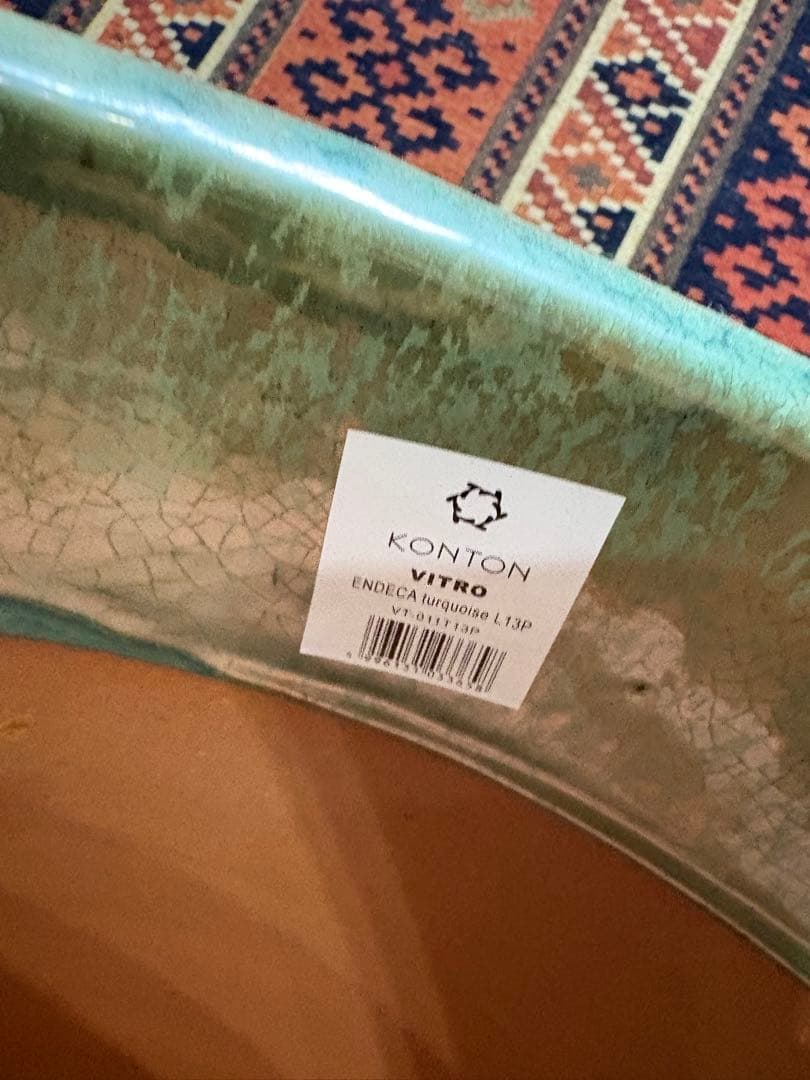 KONTON
VITRO
ENDECA turquoise L13P
VT-011T13P